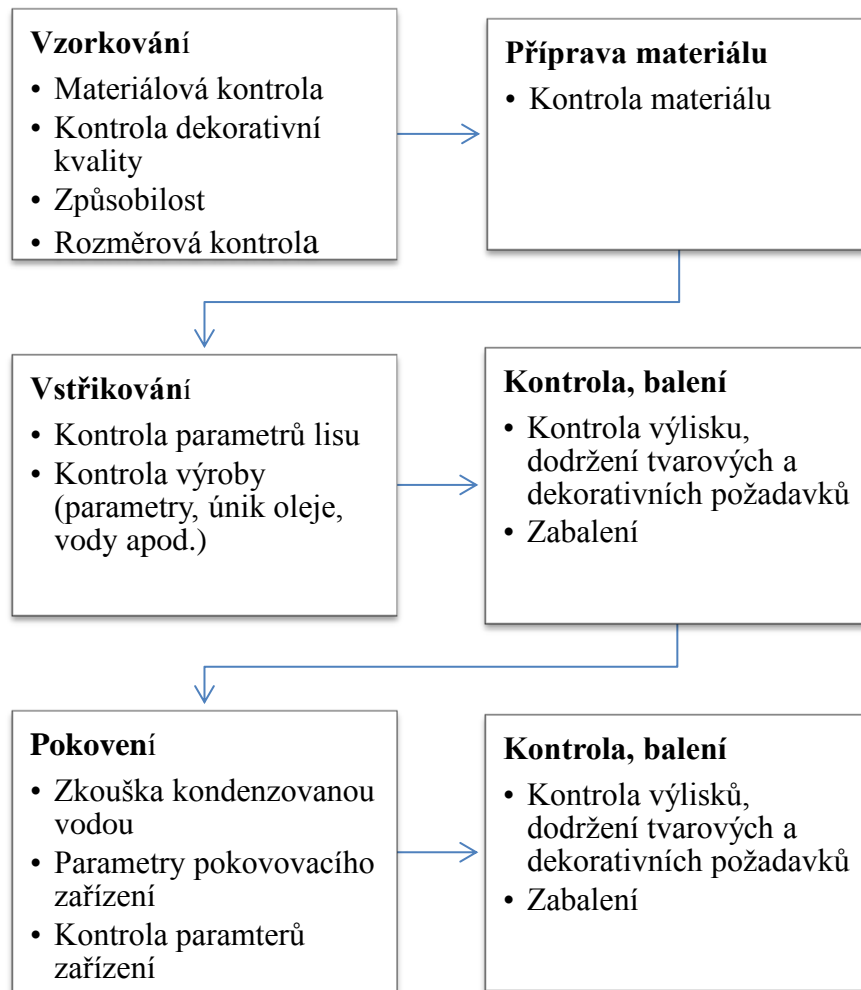 Vzorkování
• Materiálová kontrola
• Kontrola dekorativní
kvality
• Způsobilost
• Rozměrová kontrola
Příprava materiálu
• Kontrola materiálu
Vstřikování
• Kontrola parametrů lisu
• Kontrola výroby
(parametry, únik oleje,
vody apod.)
Kontrola, balení
• Kontrola výlisku,
dodržení tvarových a
dekorativních požadavků
• Zabalení
Pokovení
• Zkouška kondenzovanou
vodou
• Parametry pokovovacího
zařízení
• Kontrola paramterů
zařízení
Kontrola, balení
• Kontrola výlisků,
dodržení tvarových a
dekorativních požadavků
• Zabalení